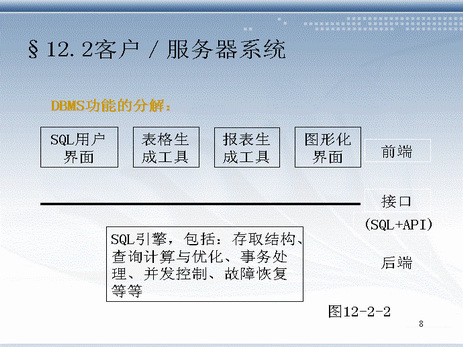 §12.2客户／服务器系统
DBMS功能的分解：
SQL用户
界面
表格生
成工具
报表生
成工具
图形化
界面
前端
接口
(SQL+API)
SQL引擎，包括：存取结构、
查询计算与优化、事务处
理、并发控制、故障恢复
等等
后端
图12-2-2
8